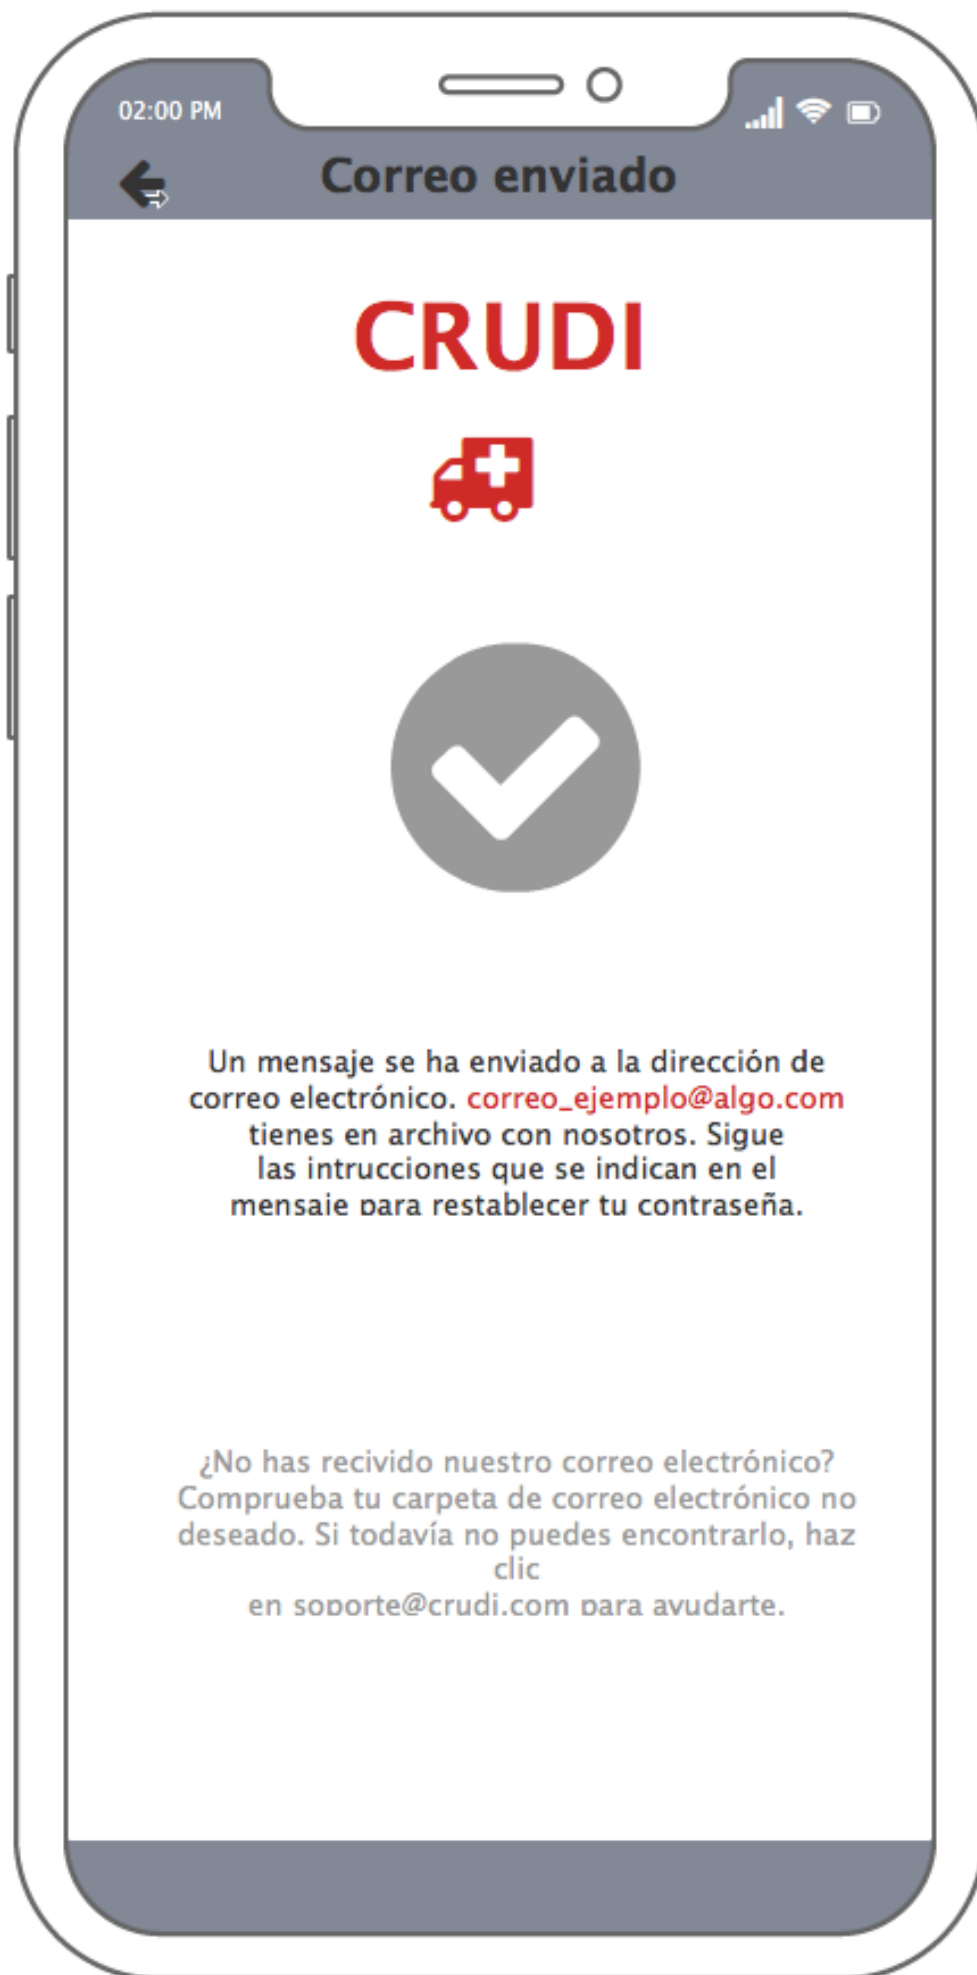 02:00 PM
Correo enviado
CRUDI
Un mensaje se ha enviado a la dirección de
correo electrónico. correo_ejemplo@algo.com
tienes en archivo con nosotros. Sigue
las intrucciones que se indican en el
mensaje para restablecer tu contraseña.
¿No has recivido nuestro correo electrónico?
Comprueba tu carpeta de correo electrónico no
deseado. Si todavía no puedes encontrarlo, haz
clic
en soporte@crudi.com para ayudarte.